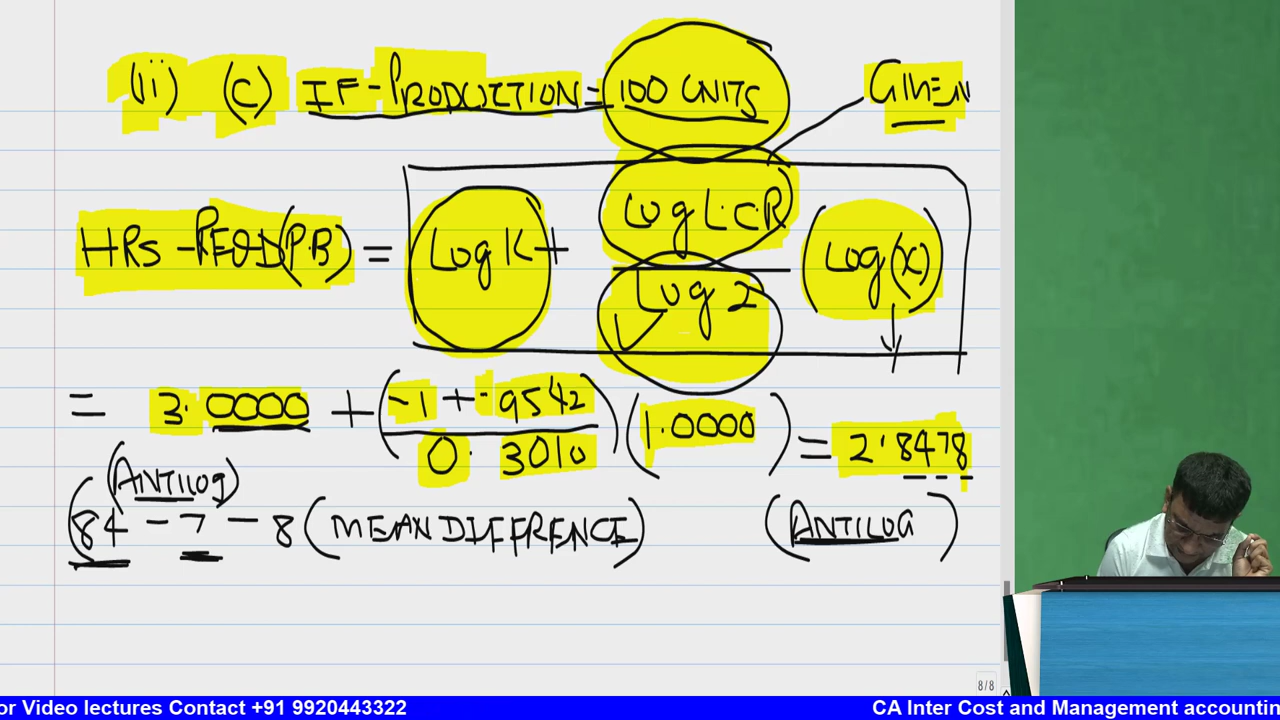 (ii) (C) IF - PRODUCTION = 100 UNITS GIVEN
HRs - REQD (P.B) = Log K + Log L.C.R / Log 2 (LOG(X))
= 3.0000 + (-1 + .9542 / 0.3010) (1.0000) = 2.8478
(ANTILOG)
(84 - 7 - 8 (MEAN DIFFERENCE) (ANTILOG)
8/8
or Video lectures Contact +91 9920443322 CA Inter Cost and Management accountin